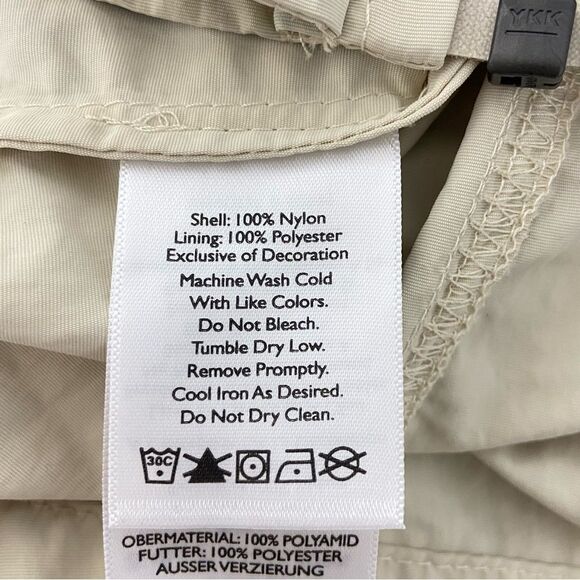 YKK
Shell: 100% Nylon
Lining: 100% Polyester
Exclusive of Decoration
Machine Wash Cold
With Like Colors.
Do Not Bleach.
Tumble Dry Low.
Remove Promptly.
Cool Iron As Desired.
Do Not Dry Clean.
30C
OBERMATERIAL: 100% POLYAMID
FUTTER: 100% POLYESTER
AUSSER VERZIERUNG